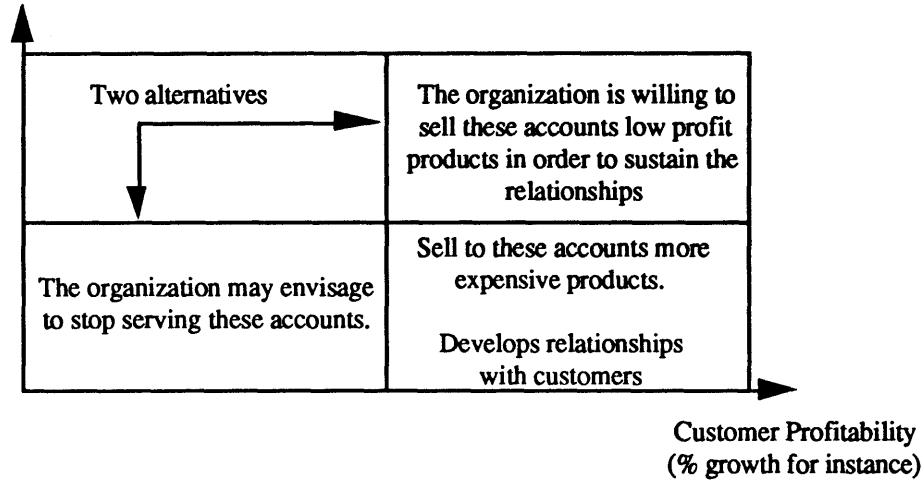 Two alternatives
The organization is willing to
sell these accounts low profit
products in order to sustain the
relationships
The organization may envisage
to stop serving these accounts.
Sell to these accounts more
expensive products.
Develops relationships
with customers
Customer Profitability
(% growth for instance)